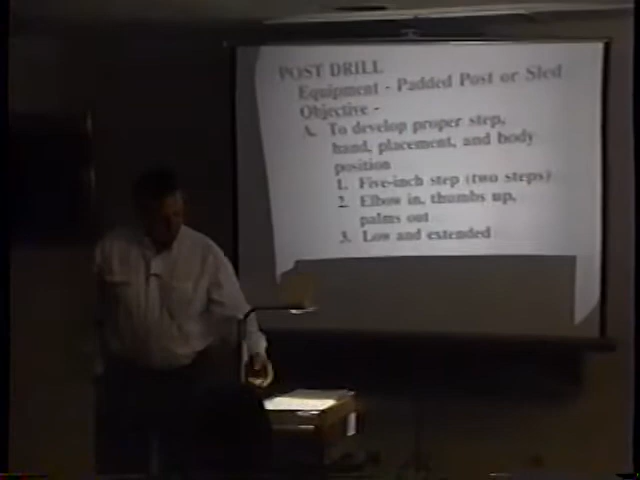 POST DRILL
Equipment - Padded Post or Sled
Objective -
A. To develop proper step,
hand, placement, and body
position
1. Five-inch step (two steps)
2. Elbow in, thumbs up,
palms out
3. Low and extended